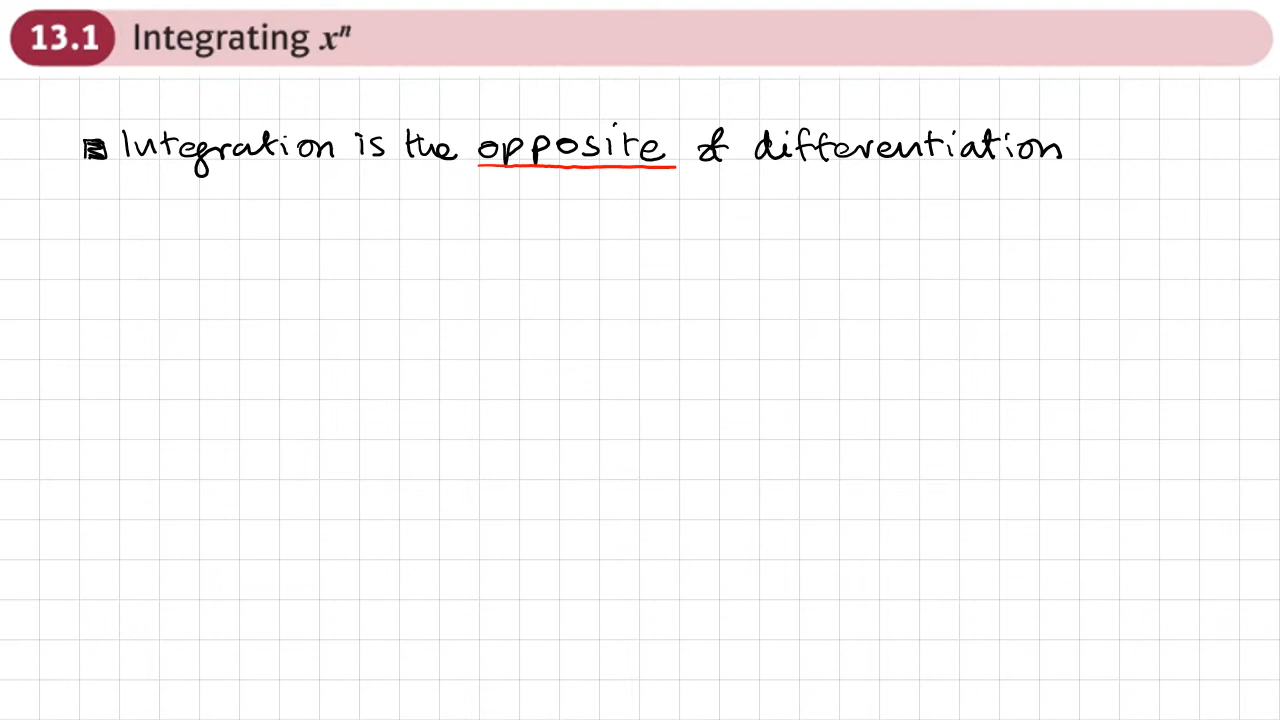 13.1 Integrating xⁿ
Integration is the opposite of differentiation